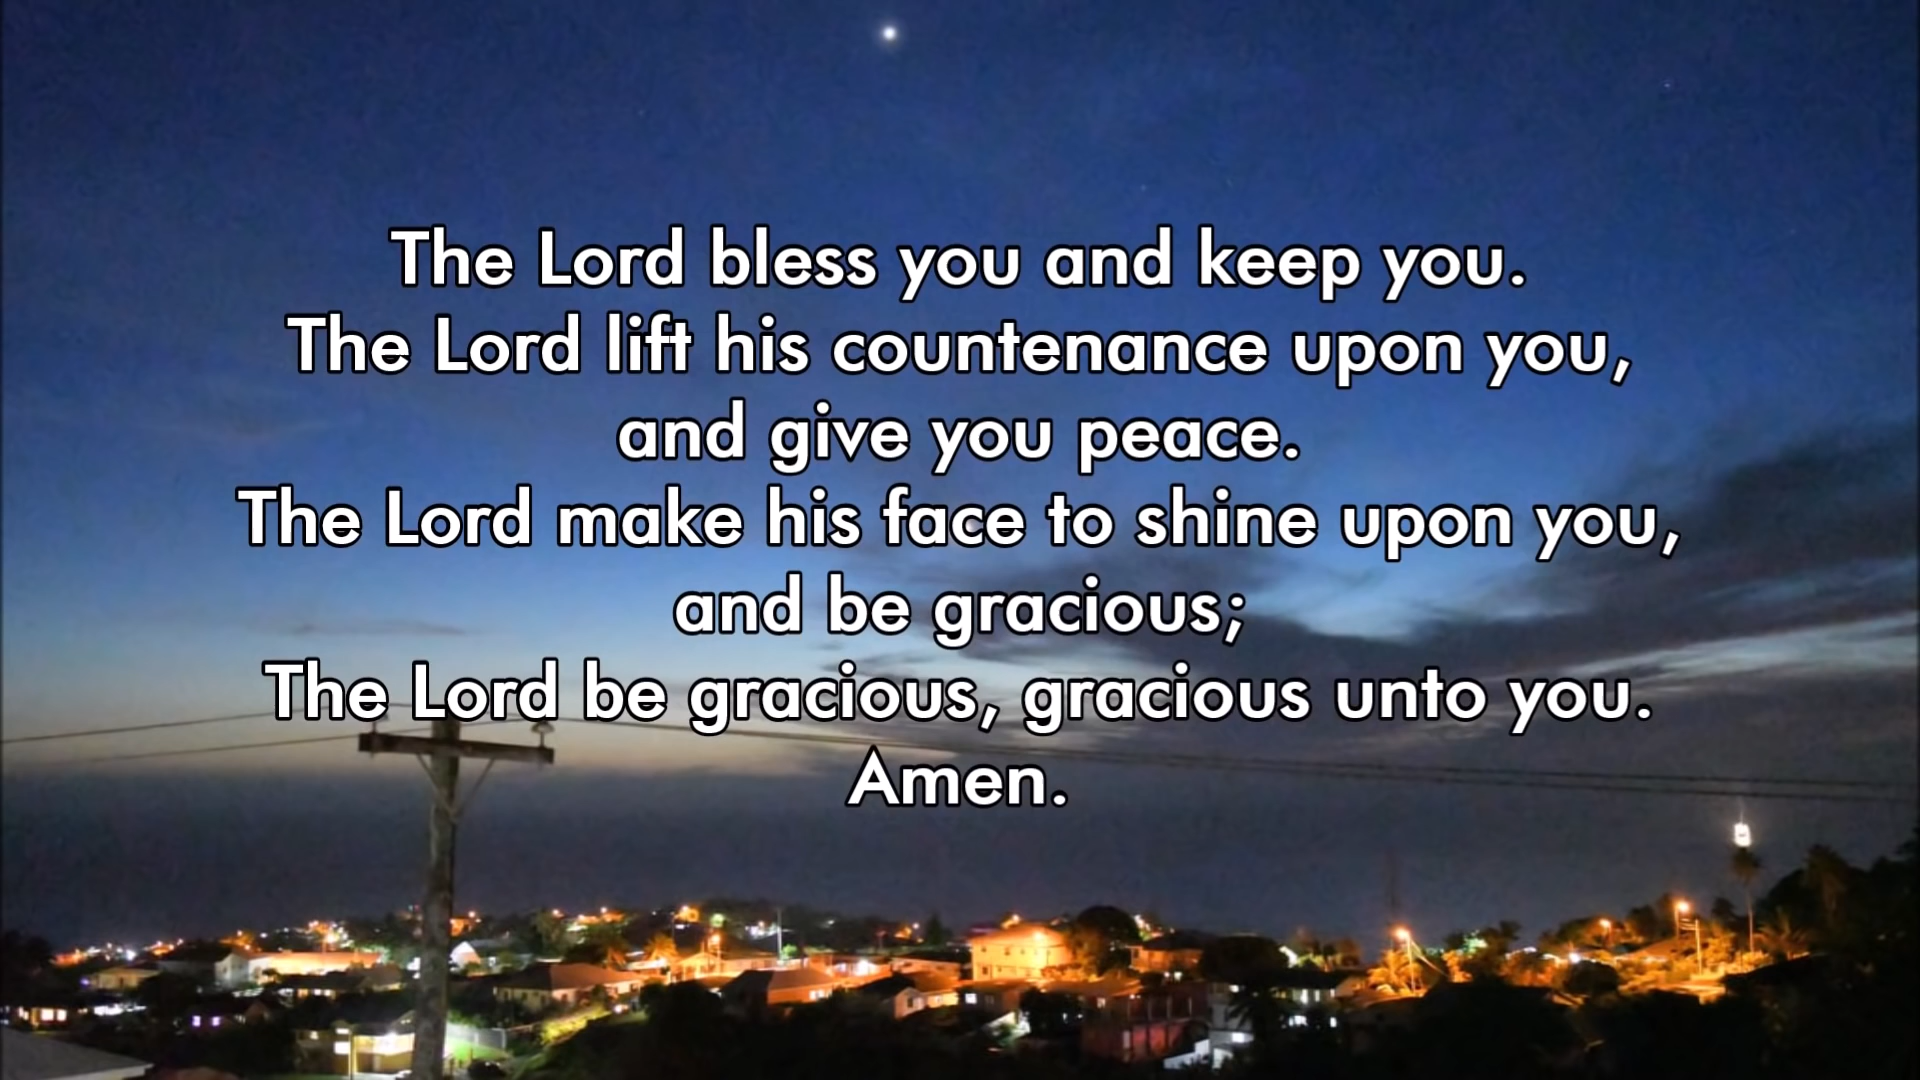 The Lord bless you and keep you.
The Lord lift his countenance upon you,
and give you peace.
The Lord make his face to shine upon you,
and be gracious;
The Lord be gracious, gracious unto you.
Amen.